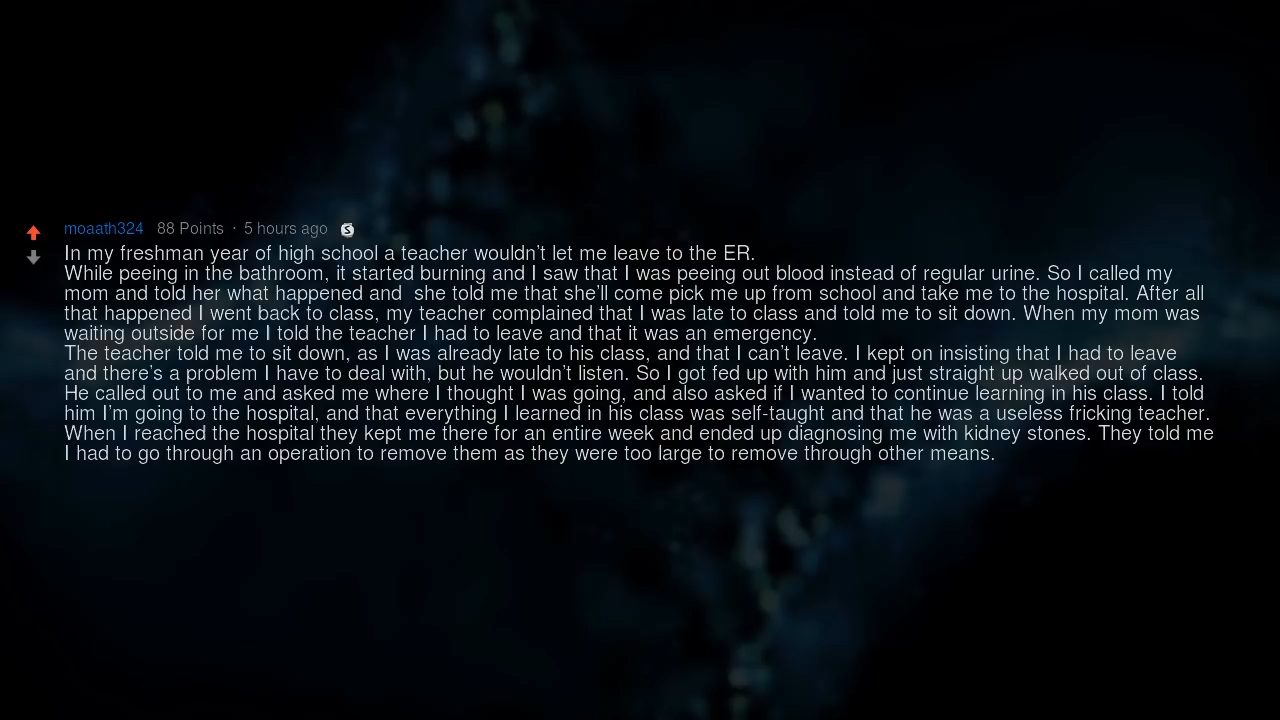 moaath324 88 Points · 5 hours ago
In my freshman year of high school a teacher wouldn't let me leave to the ER.
While peeing in the bathroom, it started burning and I saw that I was peeing out blood instead of regular urine. So I called my
mom and told her what happened and  she told me that she'll come pick me up from school and take me to the hospital. After all
that happened I went back to class, my teacher complained that I was late to class and told me to sit down. When my mom was
waiting outside for me I told the teacher I had to leave and that it was an emergency.
The teacher told me to sit down, as I was already late to his class, and that I can't leave. I kept on insisting that I had to leave
and there's a problem I have to deal with, but he wouldn't listen. So I got fed up with him and just straight up walked out of class.
He called out to me and asked me where I thought I was going, and also asked if I wanted to continue learning in his class. I told
him I'm going to the hospital, and that everything I learned in his class was self-taught and that he was a useless fricking teacher.
When I reached the hospital they kept me there for an entire week and ended up diagnosing me with kidney stones. They told me
I had to go through an operation to remove them as they were too large to remove through other means.